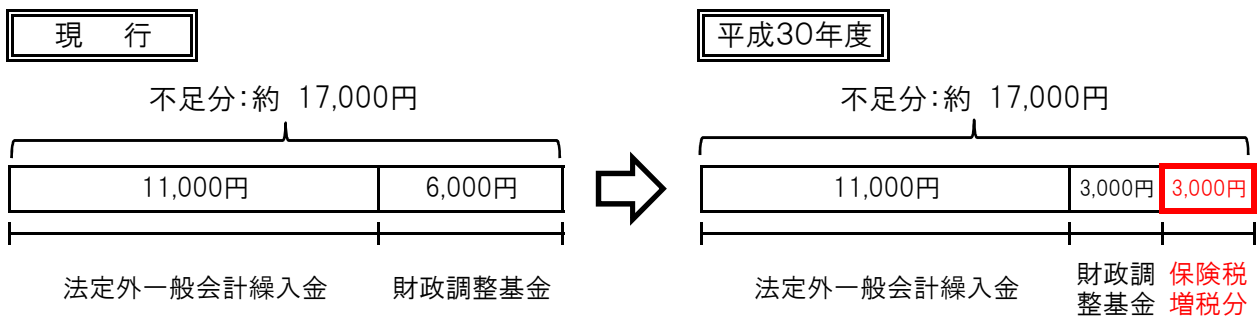 現　行
不足分：約 17,000円
11,000円
6,000円
法定外一般会計繰入金
財政調整基金
平成30年度
不足分：約 17,000円
11,000円
3,000円
3,000円
法定外一般会計繰入金
財政調
整基金
保険税
増税分